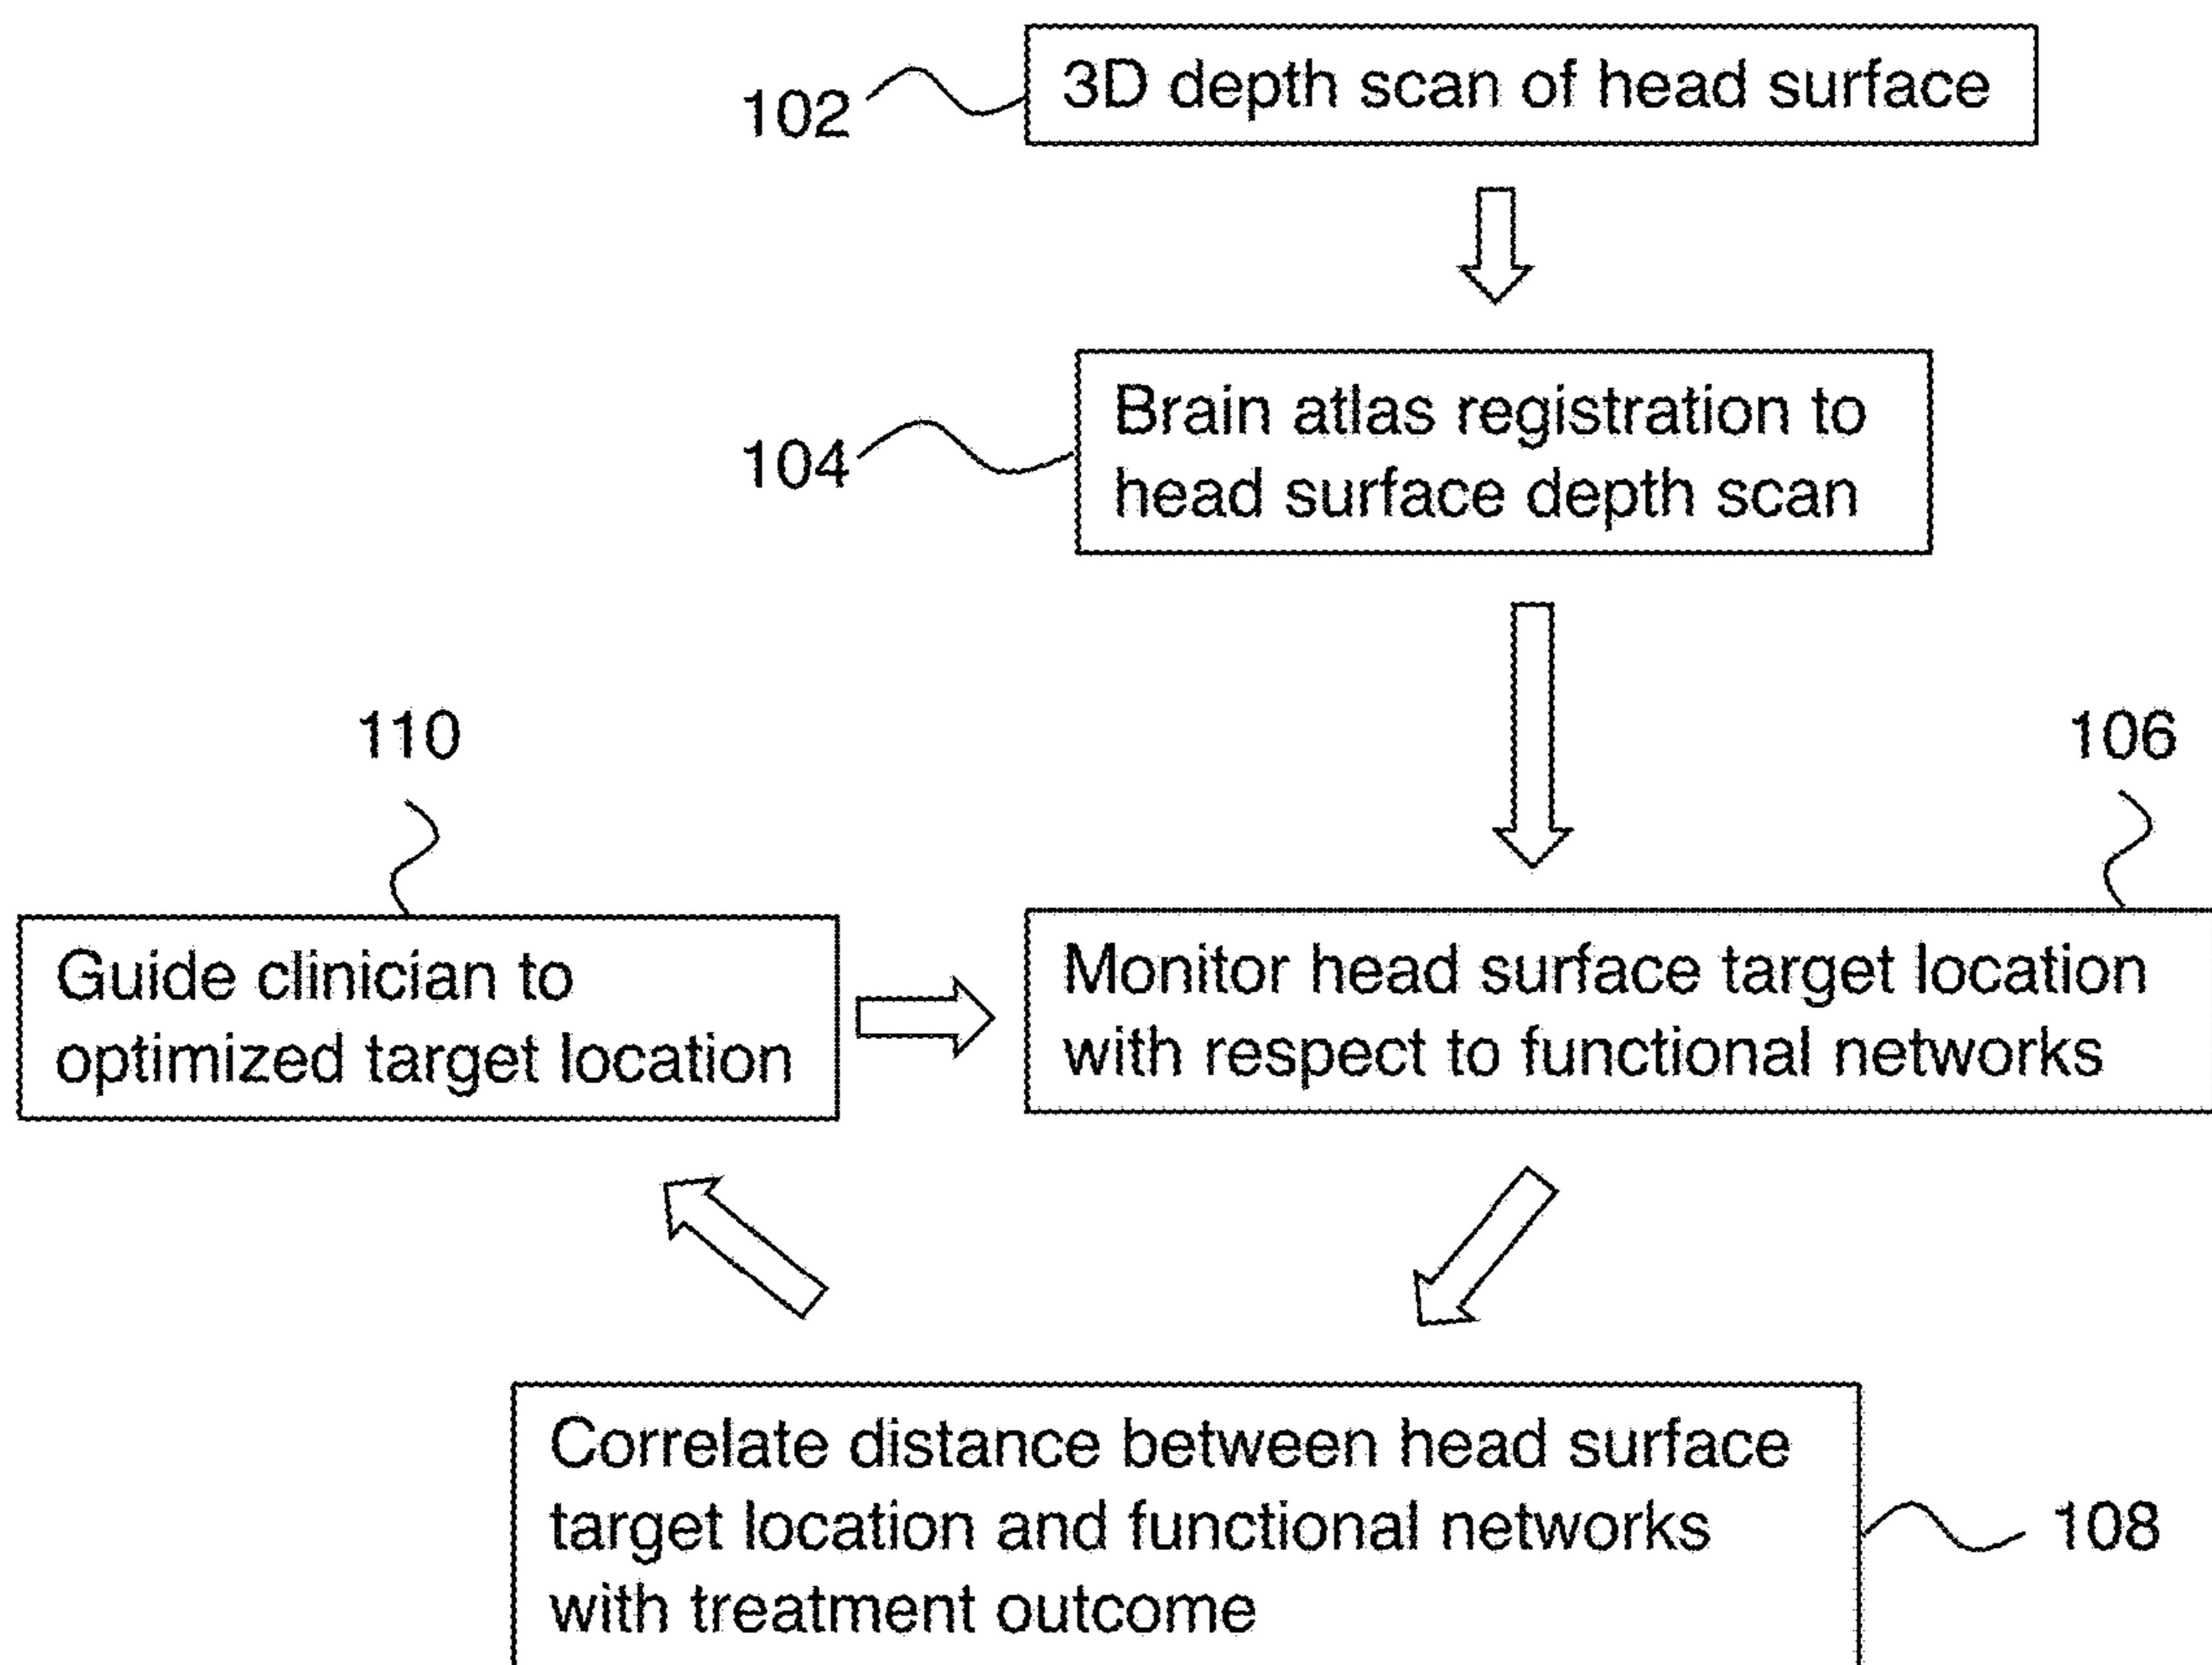 102
3D depth scan of head surface
104
Brain atlas registration to
head surface depth scan
110
106
Guide clinician to
optimized target location
Monitor head surface target location
with respect to functional networks
Correlate distance between head surface
target location and functional networks
with treatment outcome
108